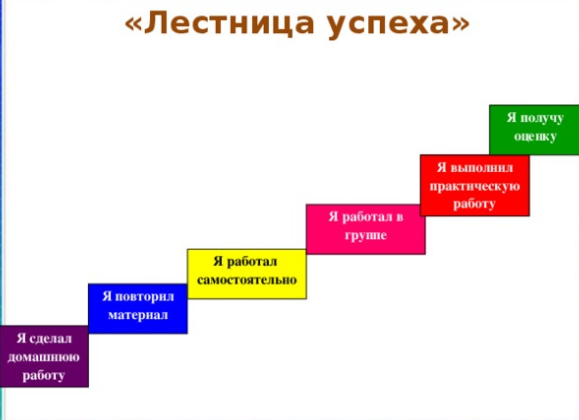 «Лестница успеха»
Я получу
оценку
Я выполнил
практическую
работу
Я работал в
группе
Я работал
самостоятельно
Я повторил
материал
Я сделал
домашнюю
работу